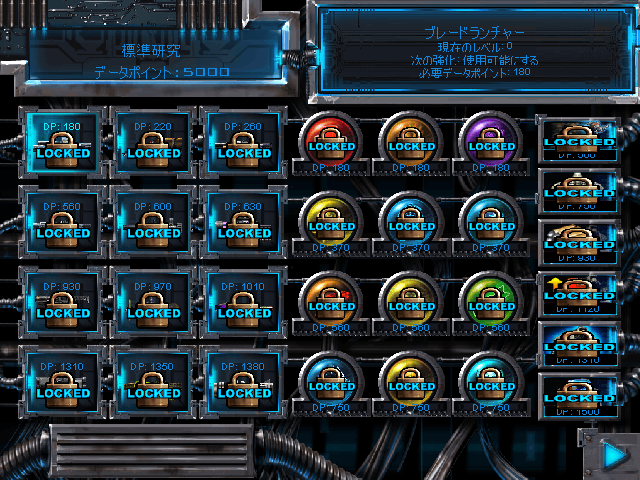 標準研究
データポイント:5000
ブレードランチャー
現在のレベル:0
次の強化:使用可能にする
必要データポイント:180
DP:180 DP:220 DP:260
LOCKED LOCKED LOCKED LOCKED LOCKED LOCKED LOCKED
DP:180 DP:180 DP:180
DP:560 DP:600 DP:630
LOCKED LOCKED LOCKED LOCKED LOCKED LOCKED LOCKED
DP:370 DP:370 DP:370
LOCKED
DP:930
DP:930 DP:970 DP:1010
LOCKED LOCKED LOCKED LOCKED LOCKED LOCKED LOCKED
DP:560 DP:560 DP:560
DP:1310 DP:1350 DP:1380
LOCKED
LOCKED LOCKED LOCKED LOCKED LOCKED LOCKED LOCKED
DP:750 DP:750 DP:750